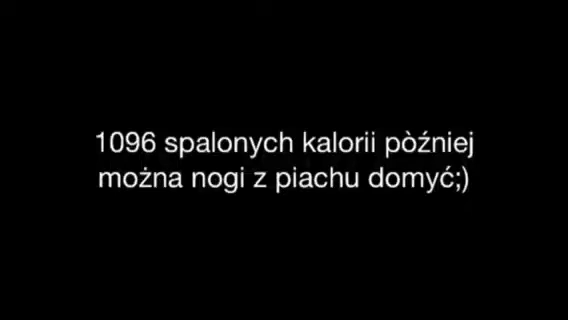 1096 spalonych kalorii pòźniej
można nogi z piachu domyć;)